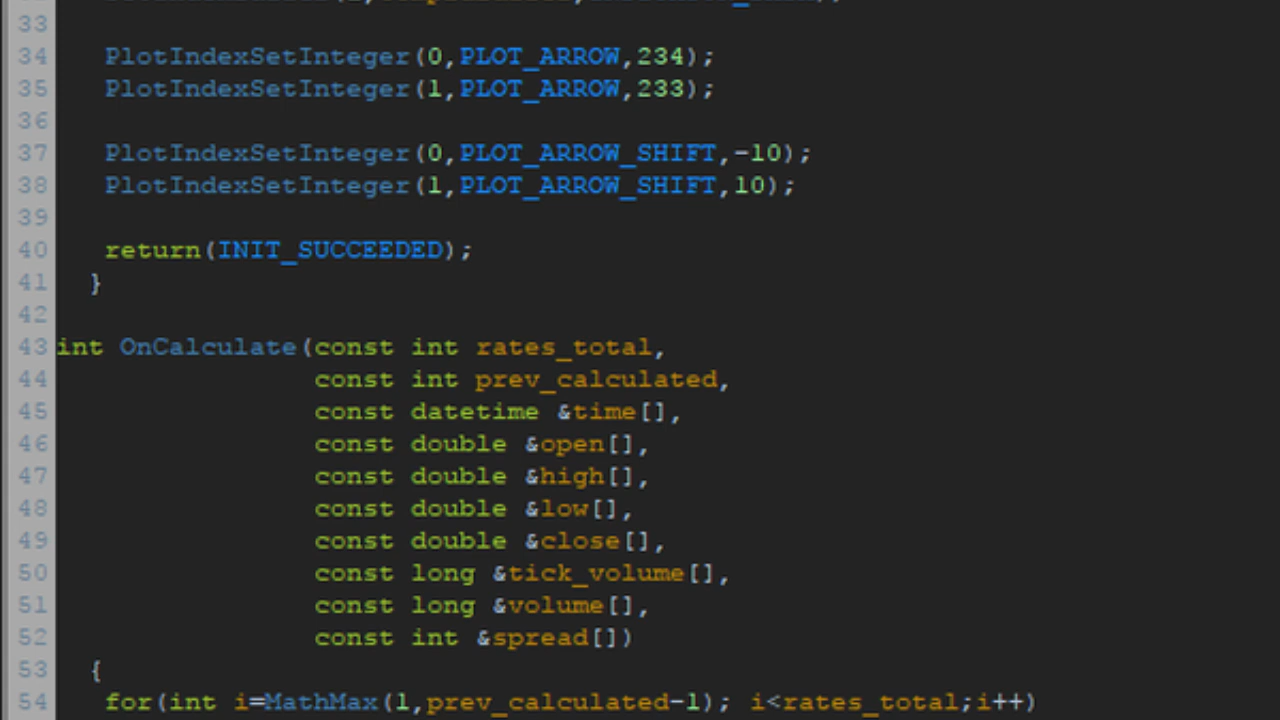 33
34 PlotIndexSetInteger(0,PLOT_ARROW,234);
35 PlotIndexSetInteger(1,PLOT_ARROW,233);
36
37 PlotIndexSetInteger(0,PLOT_ARROW_SHIFT,-10);
38 PlotIndexSetInteger(1,PLOT_ARROW_SHIFT,10);
39
40 return(INIT_SUCCEEDED);
41 }
42
43 int OnCalculate(const int rates_total,
44 const int prev_calculated,
45 const datetime &time[],
46 const double &open[],
47 const double &high[],
48 const double &low[],
49 const double &close[],
50 const long &tick_volume[],
51 const long &volume[],
52 const int &spread[])
53 {
54 for(int i=MathMax(1,prev_calculated-1); i<rates_total;i++)